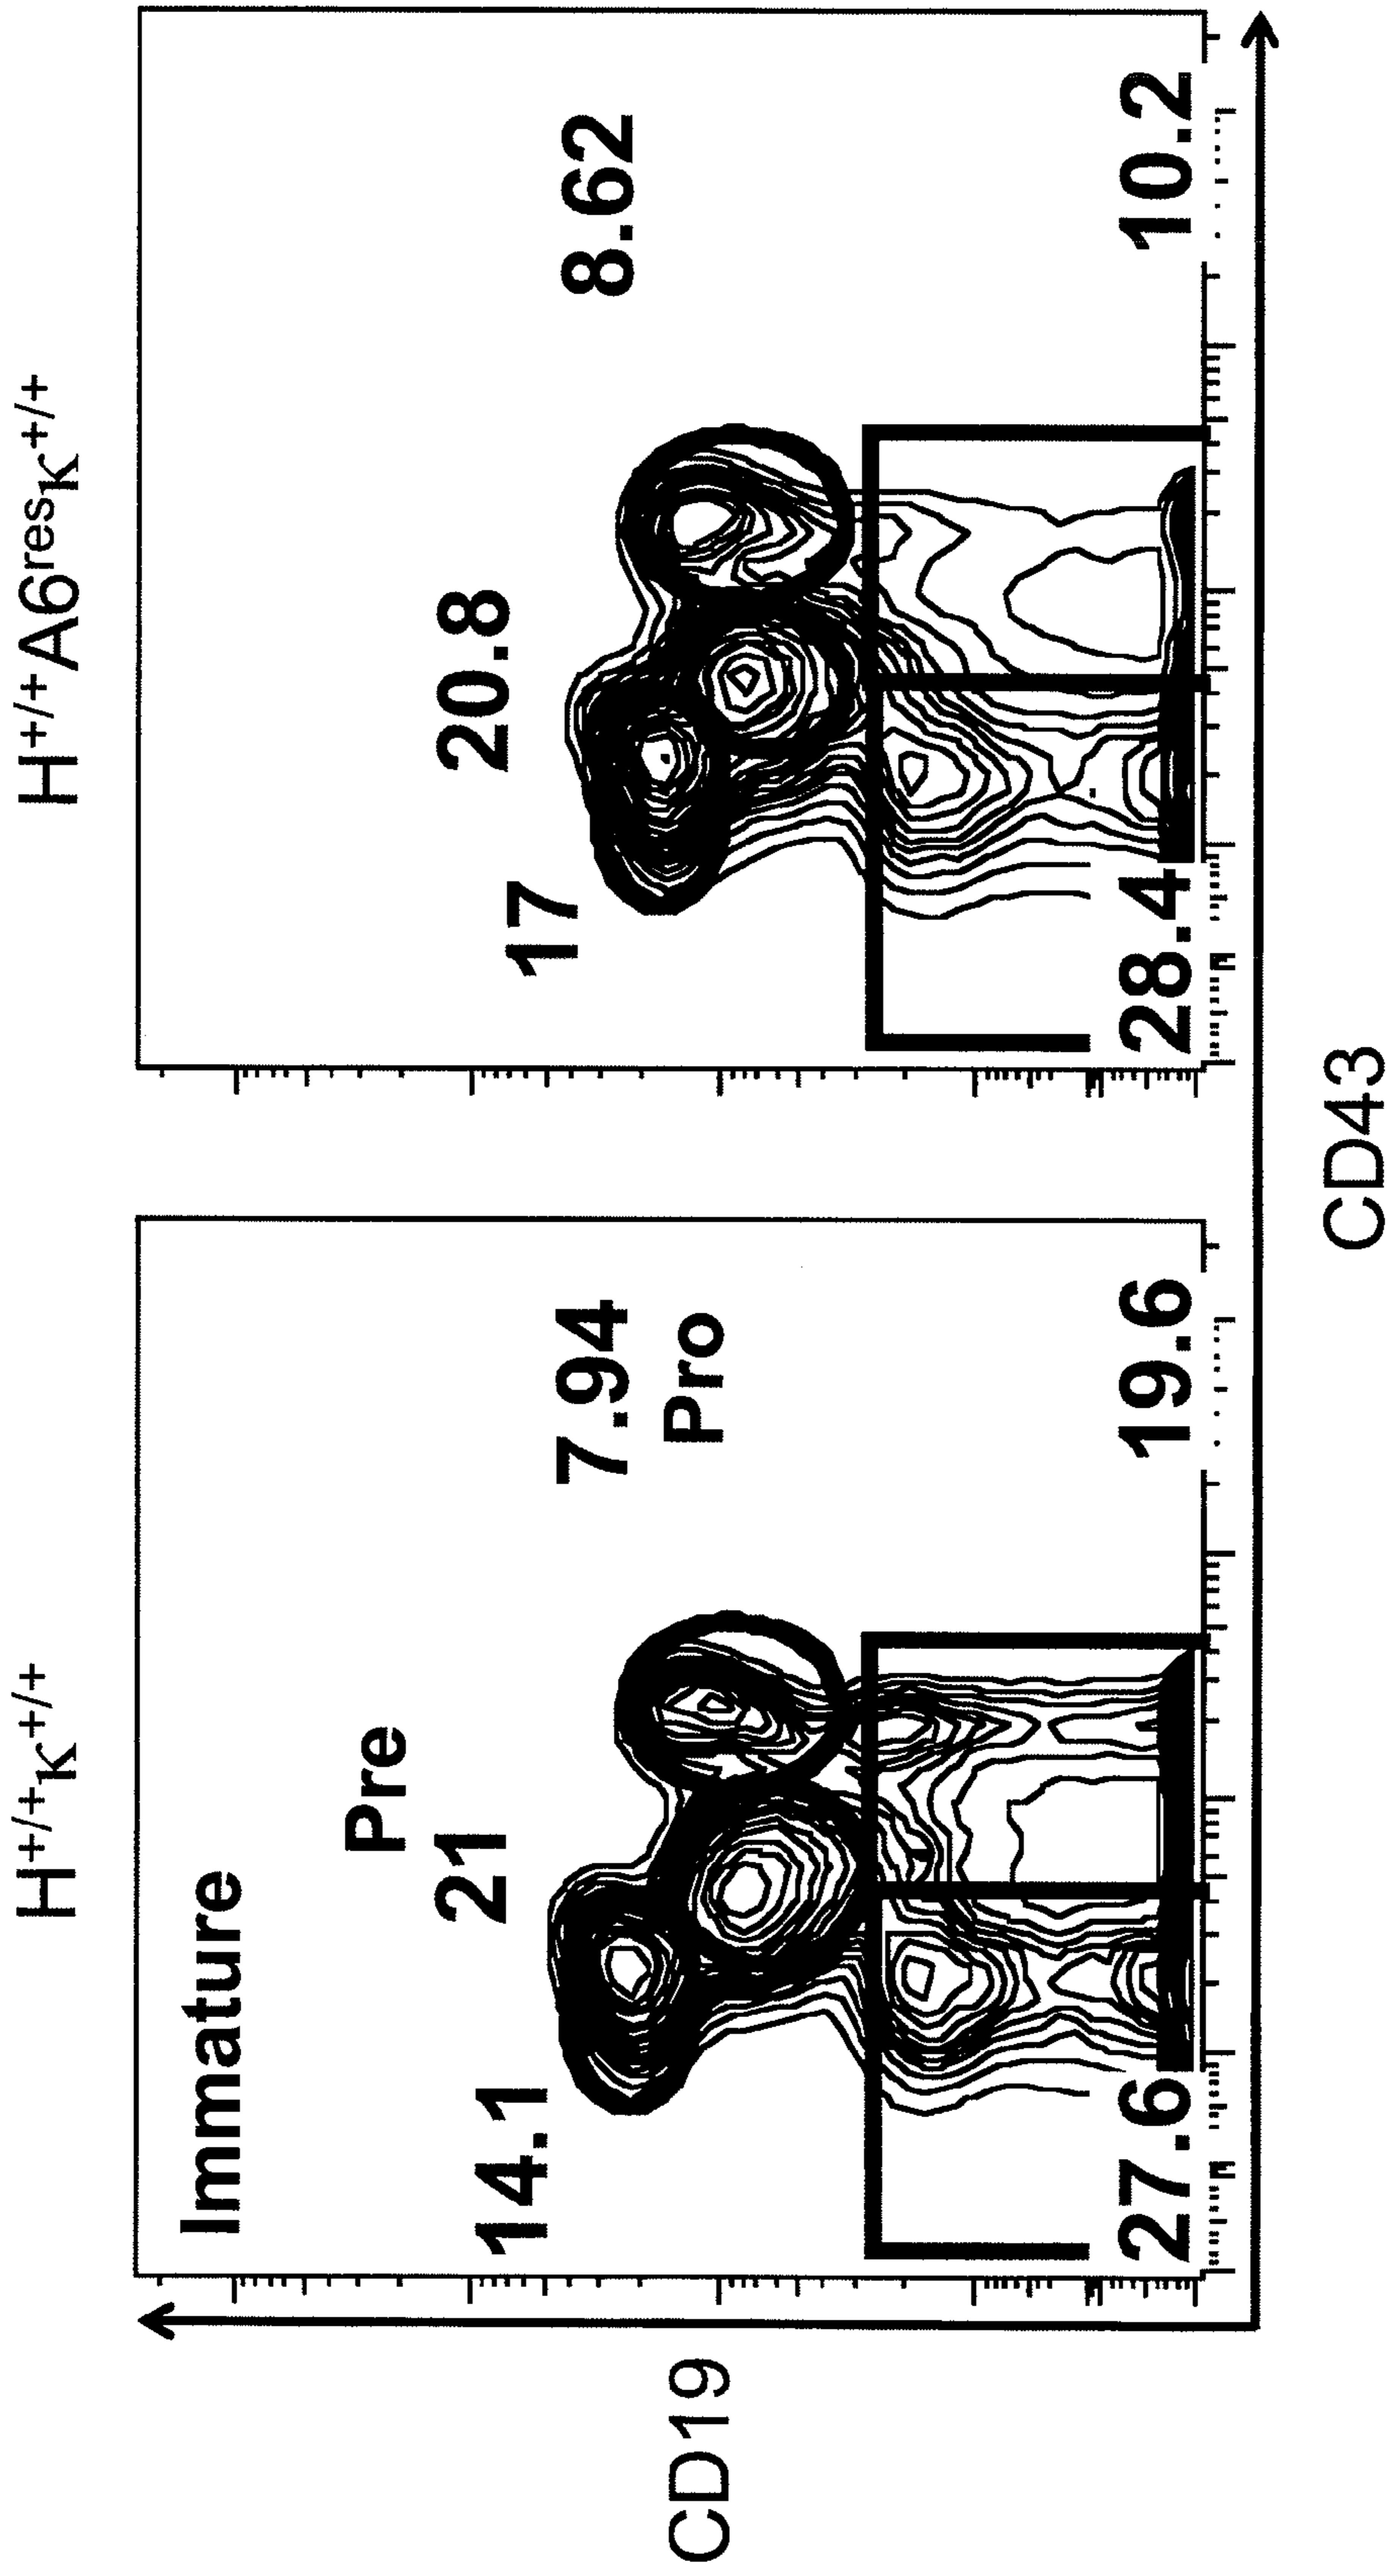 H+/+κ+/+
H+/+A6resκ+/+
Immature
Pre
14.1
21
7.94
Pro
27.6
19.6
17
20.8
8.62
28.4
10.2
CD19
CD43